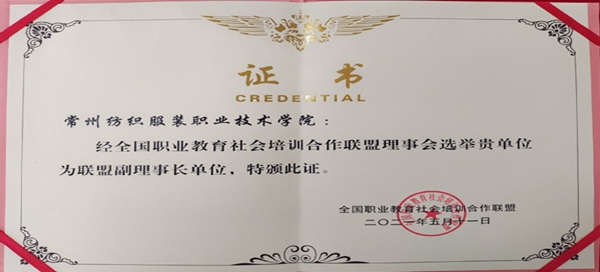 证书
CREDENTIAL
常州纺织服装职业技术学院：
经全国职业教育社会培训合作联盟理事会选举贵单位
为联盟副理事长单位，特颁此证。
全国职业教育社会培训合作联盟
二〇二一年五月十一日